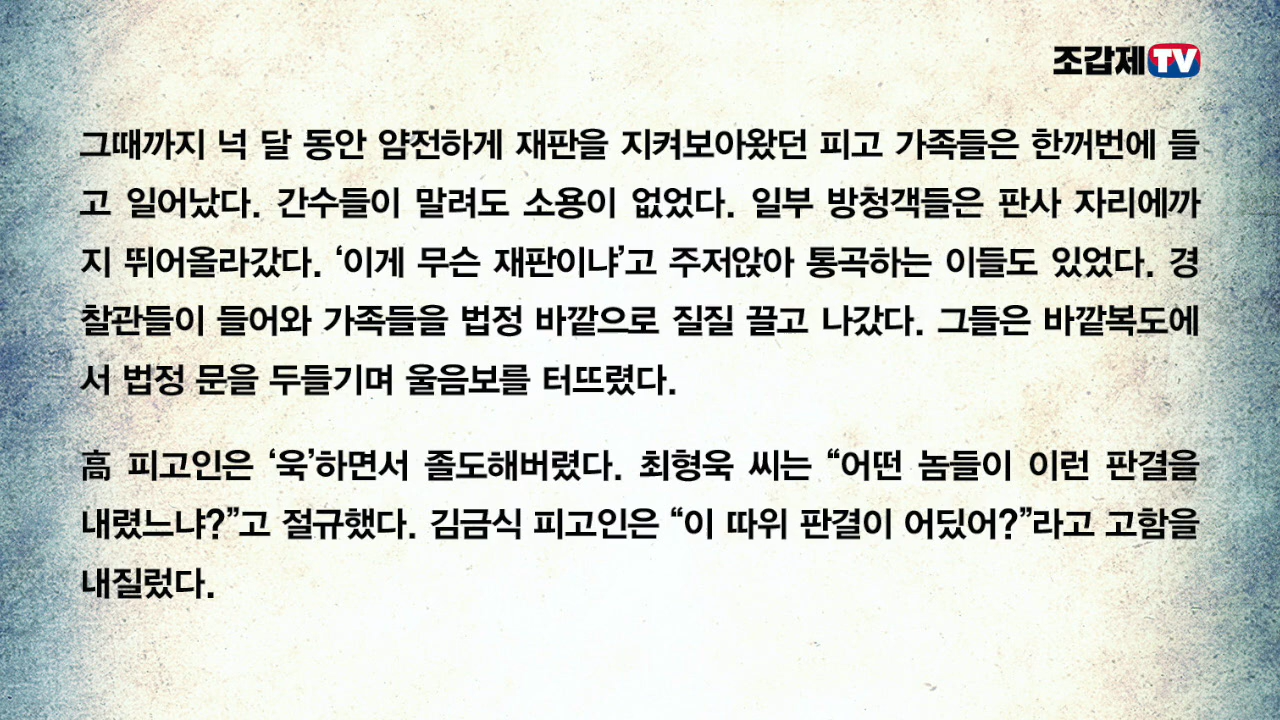 조갑제TV
그때까지 넉 달 동안 얌전하게 재판을 지켜보아왔던 피고 가족들은 한꺼번에 들
고 일어났다. 간수들이 말려도 소용이 없었다. 일부 방청객들은 판사 자리에까
지 뛰어올라갔다. ‘이게 무슨 재판이냐’고 주저앉아 통곡하는 이들도 있었다. 경
찰관들이 들어와 가족들을 법정 바깥으로 질질 끌고 나갔다. 그들은 바깥복도에
서 법정 문을 두들기며 울음보를 터뜨렸다.
高 피고인은 ‘욱’하면서 졸도해버렸다. 최형욱 씨는 “어떤 놈들이 이런 판결을
내렸느냐?”고 절규했다. 김금식 피고인은 “이 따위 판결이 어딨어?”라고 고함을
내질렀다.